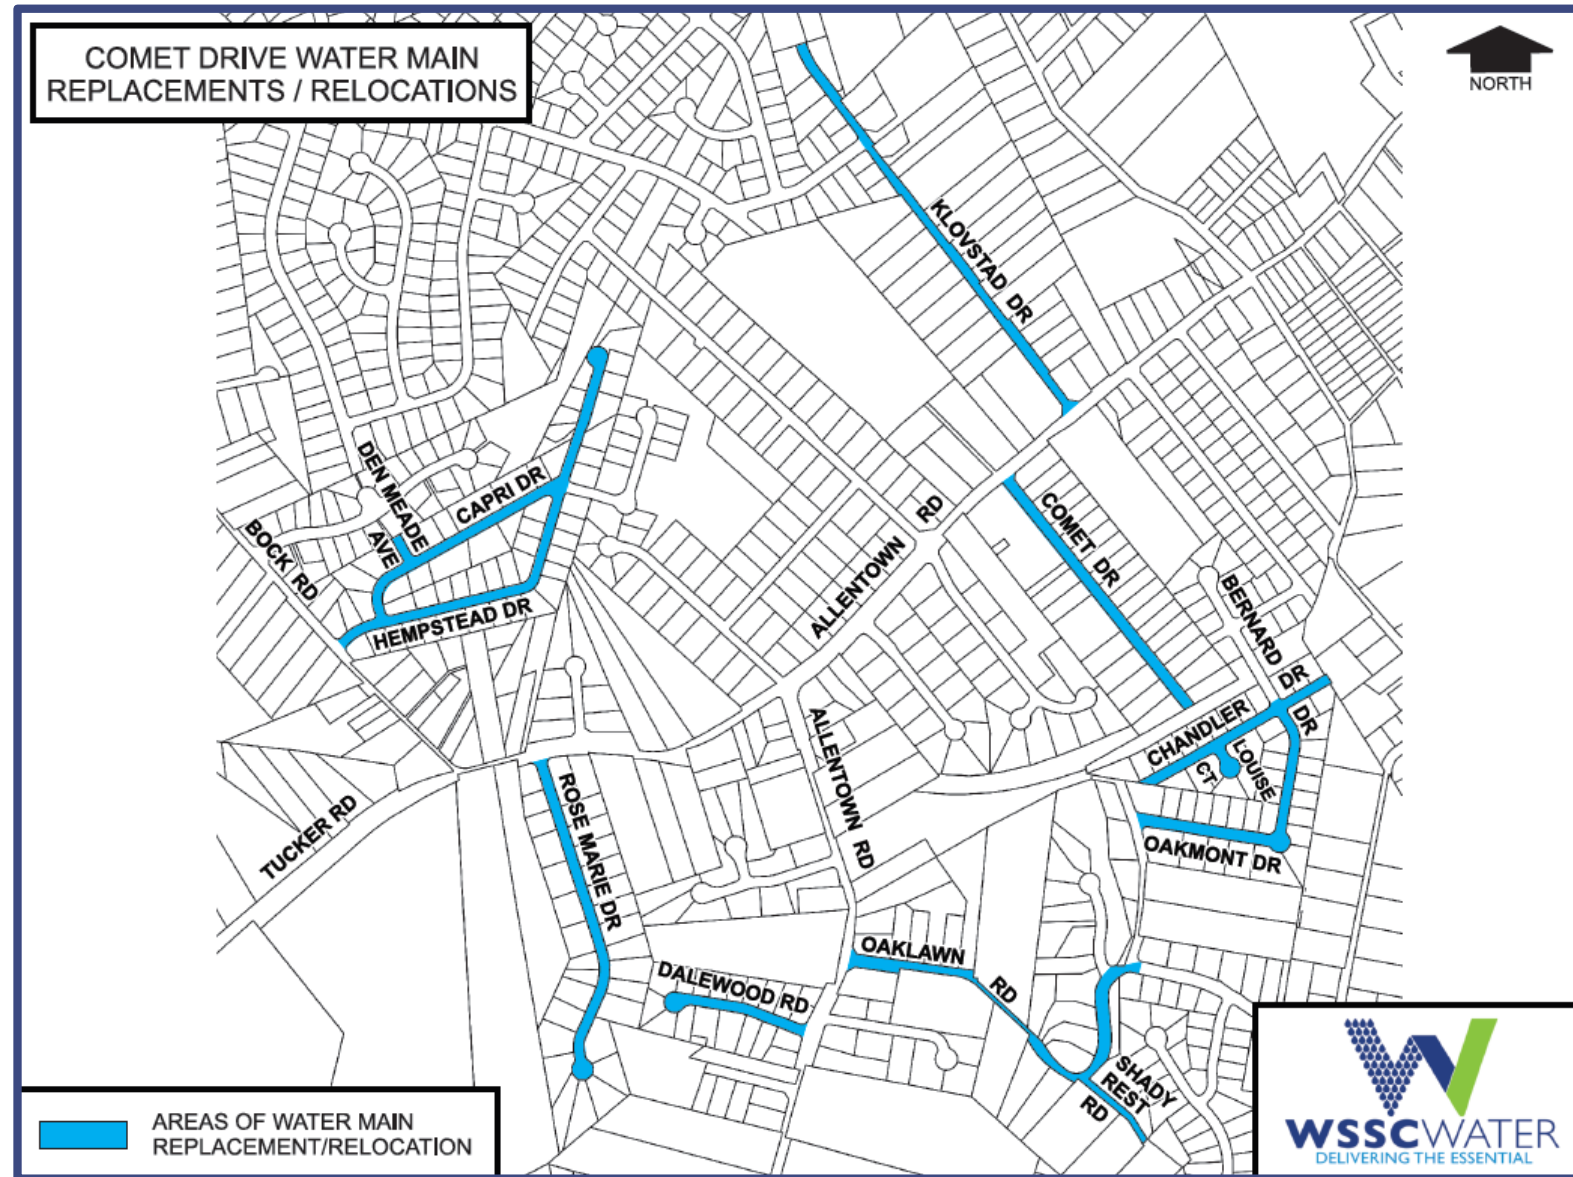 COMET DRIVE WATER MAIN
REPLACEMENTS / RELOCATIONS
NORTH
KLOVSTAD DR
DEN MEADE
AVE
CAPRI DR
BOCK RD
HEMPSTEAD DR
ALLENTOWN RD
COMET DR
BERNARD DR
CHANDLER DR
LOUISE
CT
OAKMONT DR
TUCKER RD
ROSE MARIE DR
ALLENTOWN RD
DALEWOOD RD
OAKLAWN RD
SHADY
REST
RD
AREAS OF WATER MAIN
REPLACEMENT/RELOCATION
WSSCWATER
DELIVERING THE ESSENTIAL